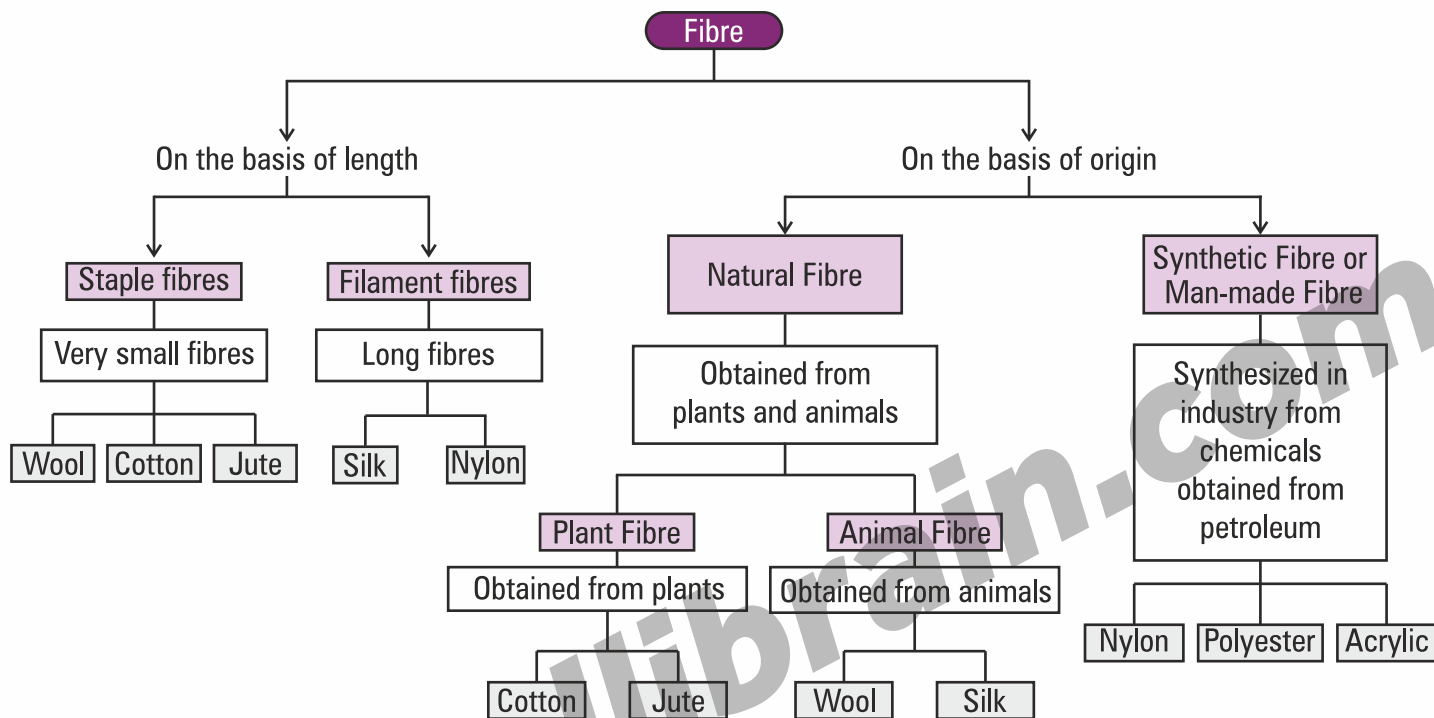 Fibre
On the basis of length
On the basis of origin
Staple fibres
Filament fibres
Natural Fibre
Synthetic Fibre or
Man-made Fibre
Very small fibres
Long fibres
Obtained from
plants and animals
Synthesized in
industry from
chemicals
obtained from
petroleum
Wool
Cotton
Jute
Silk
Nylon
Plant Fibre
Animal Fibre
Obtained from plants
Obtained from animals
Nylon
Polyester
Acrylic
Cotton
Jute
Wool
Silk